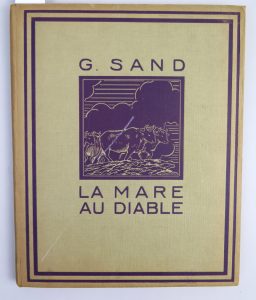 G. SAND
LA MARE
AU DIABLE